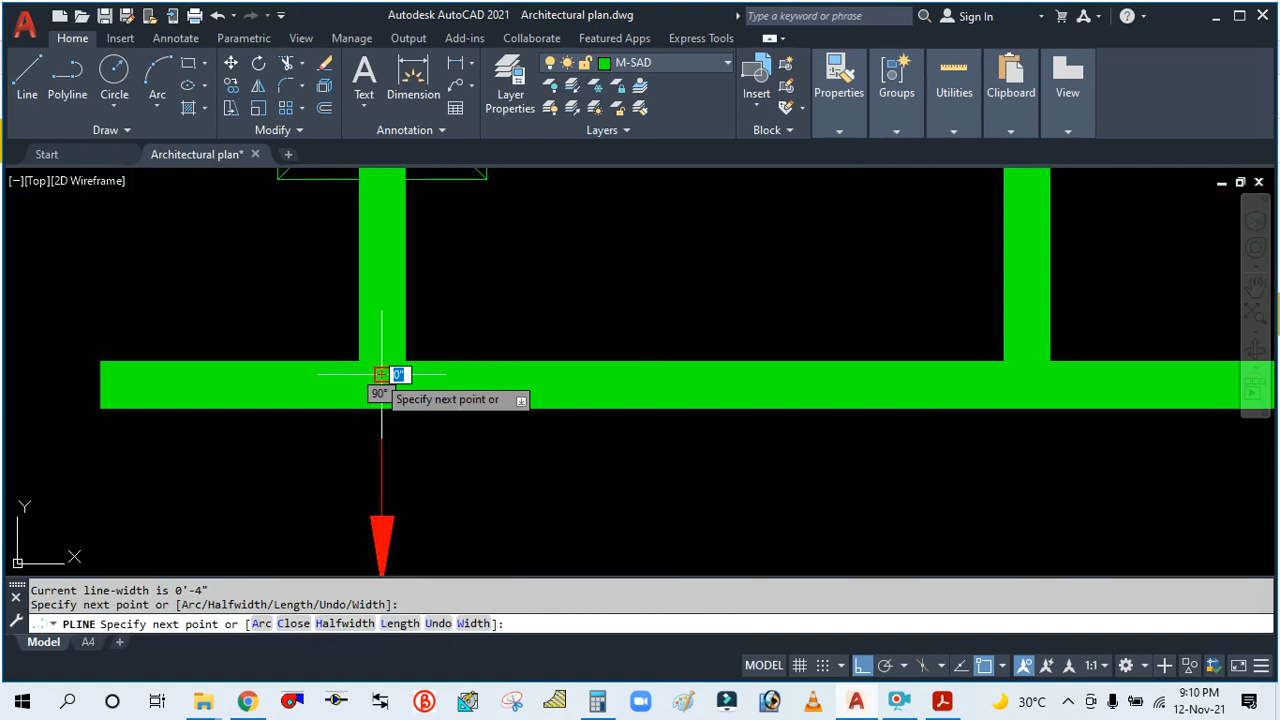 Autodesk AutoCAD 2021 Architectural plan.dwg
Type a keyword or phrase
Sign In
Home Insert Annotate Parametric View Manage Output Add-ins Collaborate Featured Apps Express Tools
M-SAD
Line Polyline Circle Arc Text Dimension Layer Properties Insert Properties Groups Utilities Clipboard View
Draw Modify Annotation Layers Block
Start Architectural plan*
[−][Top][2D Wireframe]
0"
90°
Specify next point or
Y
X
Current line-width is 0'-4"
Specify next point or [Arc/Halfwidth/Length/Undo/Width]:
PLINE Specify next point or [Arc Close Halfwidth Length Undo Width]:
Model A4
MODEL 1:1
30°C
9:10 PM
12-Nov-21